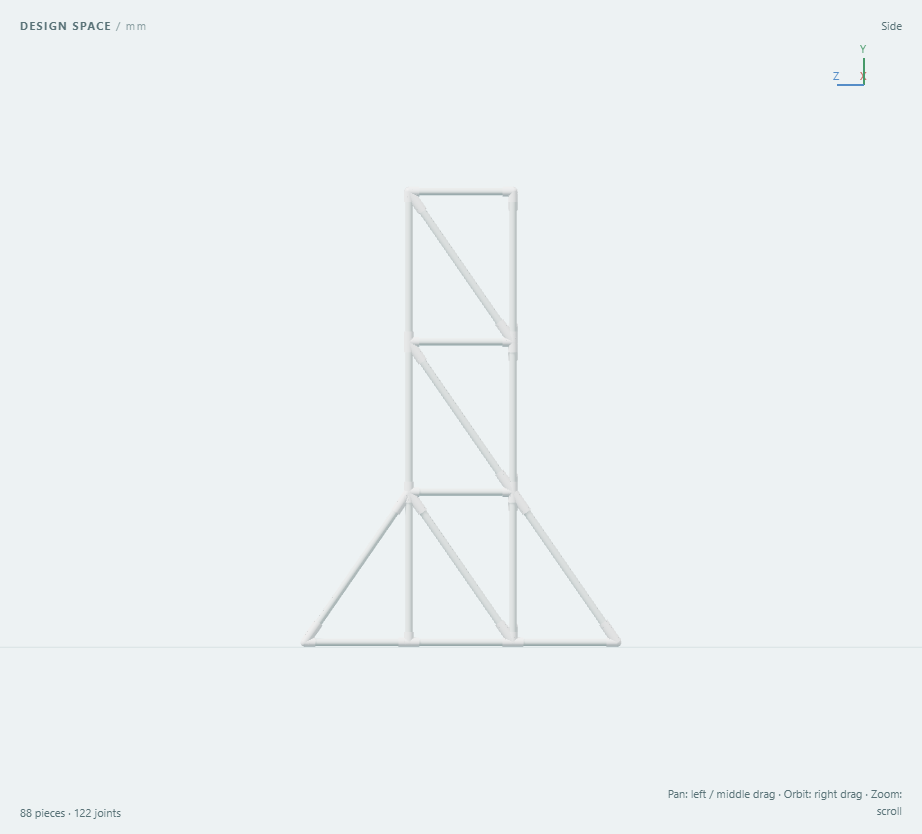 DESIGN SPACE / mm
Side
Y
Z
X
Pan: left / middle drag · Orbit: right drag · Zoom:
scroll
88 pieces · 122 joints